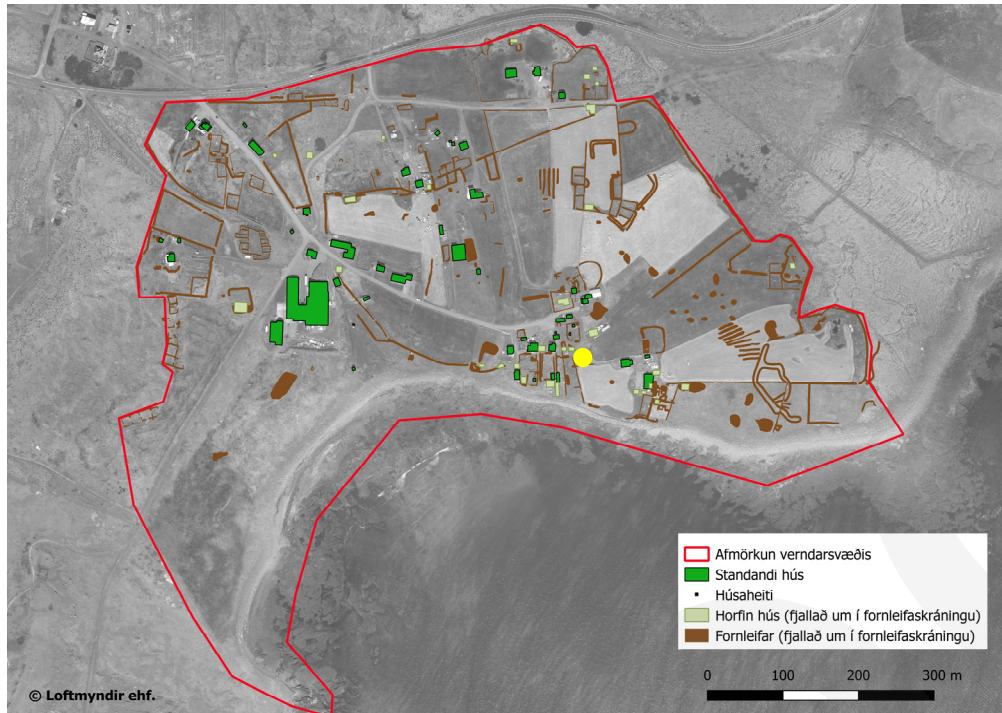 Afmörkun verndarsvæðis
Standandi hús
Húsaheiti
Horfin hús (fjallað um í fornleifaskráningu)
Fornleifar (fjallað um í fornleifaskráningu)
0 100 200 300 m
© Loftmyndir ehf.